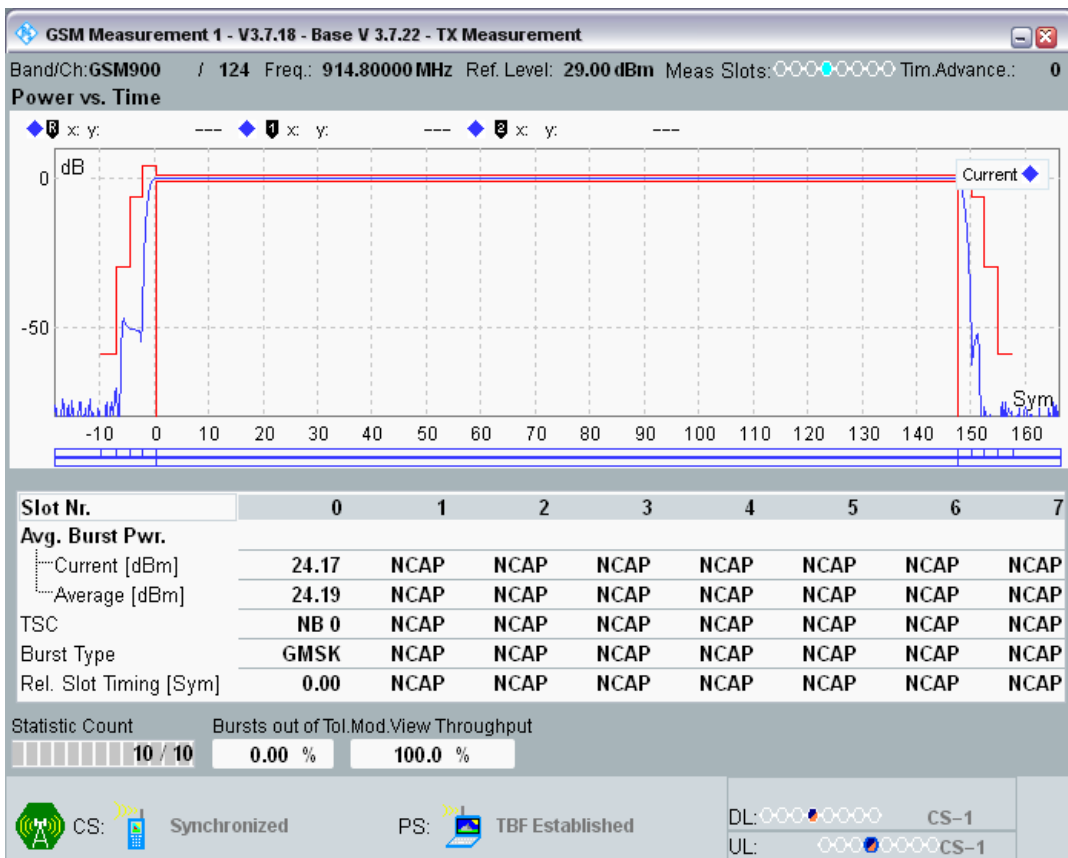 GSM Measurement 1 - V3.7.18 - Base V 3.7.22 - TX Measurement
Band/Ch:GSM900 / 124 Freq.: 914.80000 MHz Ref. Level: 29.00 dBm Meas Slots: Tim.Advance.: 0
Power vs. Time
R x: y: --- 1 x: y: --- 2 x: y: ---
dB
Current
0
-50
Sym
-10 0 10 20 30 40 50 60 70 80 90 100 110 120 130 140 150 160
Slot Nr. 0 1 2 3 4 5 6 7
Avg. Burst Pwr.
Current [dBm] 24.17 NCAP NCAP NCAP NCAP NCAP NCAP NCAP
Average [dBm] 24.19 NCAP NCAP NCAP NCAP NCAP NCAP NCAP
TSC NB 0 NCAP NCAP NCAP NCAP NCAP NCAP NCAP
Burst Type GMSK NCAP NCAP NCAP NCAP NCAP NCAP NCAP
Rel. Slot Timing [Sym] 0.00 NCAP NCAP NCAP NCAP NCAP NCAP NCAP
Statistic Count Bursts out of Tol.Mod.View Throughput
10 / 10 0.00 % 100.0 %
CS: Synchronized PS: TBF Established
DL: CS-1
UL: CS-1